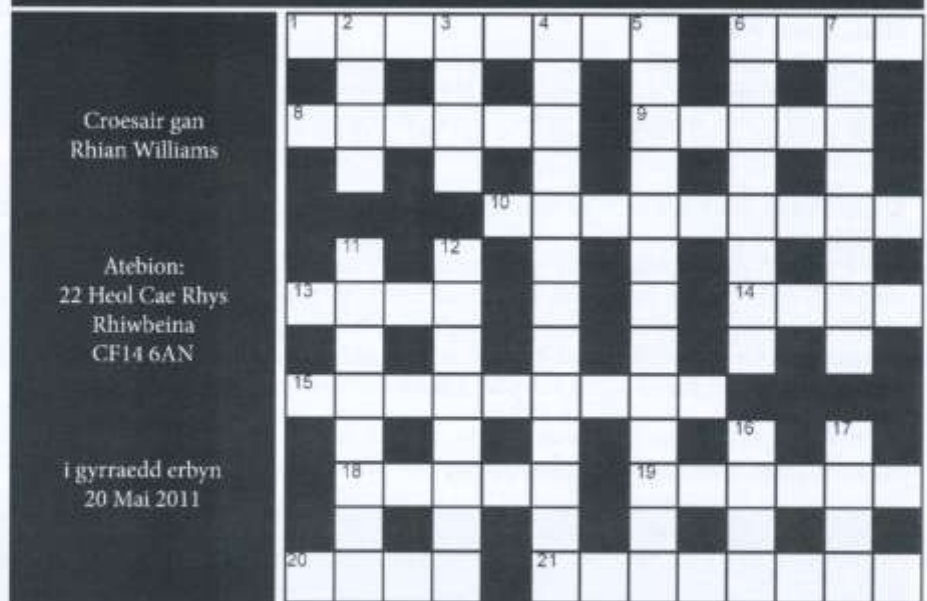 Croesair gan
Rhian Williams
Atebion:
22 Heol Cae Rhys
Rhiwbeina
CF14 6AN
i gyrraedd erbyn
20 Mai 2011
1 2 3 4 5 6 7
8 9
10
11 12
13 14
15
16 17
18 19
20 21